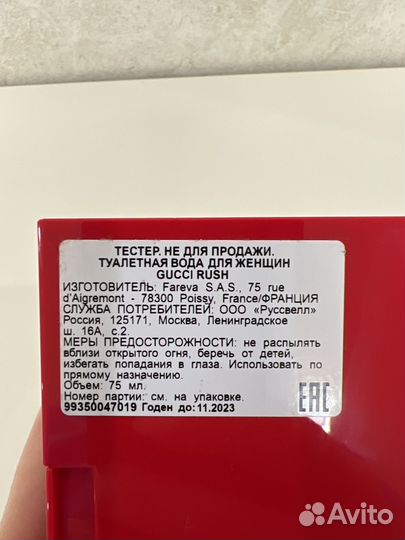 ТЕСТЕР. НЕ ДЛЯ ПРОДАЖИ.
ТУАЛЕТНАЯ ВОДА ДЛЯ ЖЕНЩИН
GUCCI RUSH
ИЗГОТОВИТЕЛЬ: Fareva S.A.S., 75 rue
d'Aigremont - 78300 Poissy, France/ФРАНЦИЯ
СЛУЖБА ПОТРЕБИТЕЛЕЙ: ООО «Руссвелл»
Россия, 125171, Москва, Ленинградское
ш. 16А, с.2.
МЕРЫ ПРЕДОСТОРОЖНОСТИ: не распылять
вблизи открытого огня, беречь от детей,
избегать попадания в глаза. Использовать по
прямому назначению.
Объем: 75 мл.
Номер партии: см. на упаковке.
99350047019 Годен до:11.2023
EAC
Avito